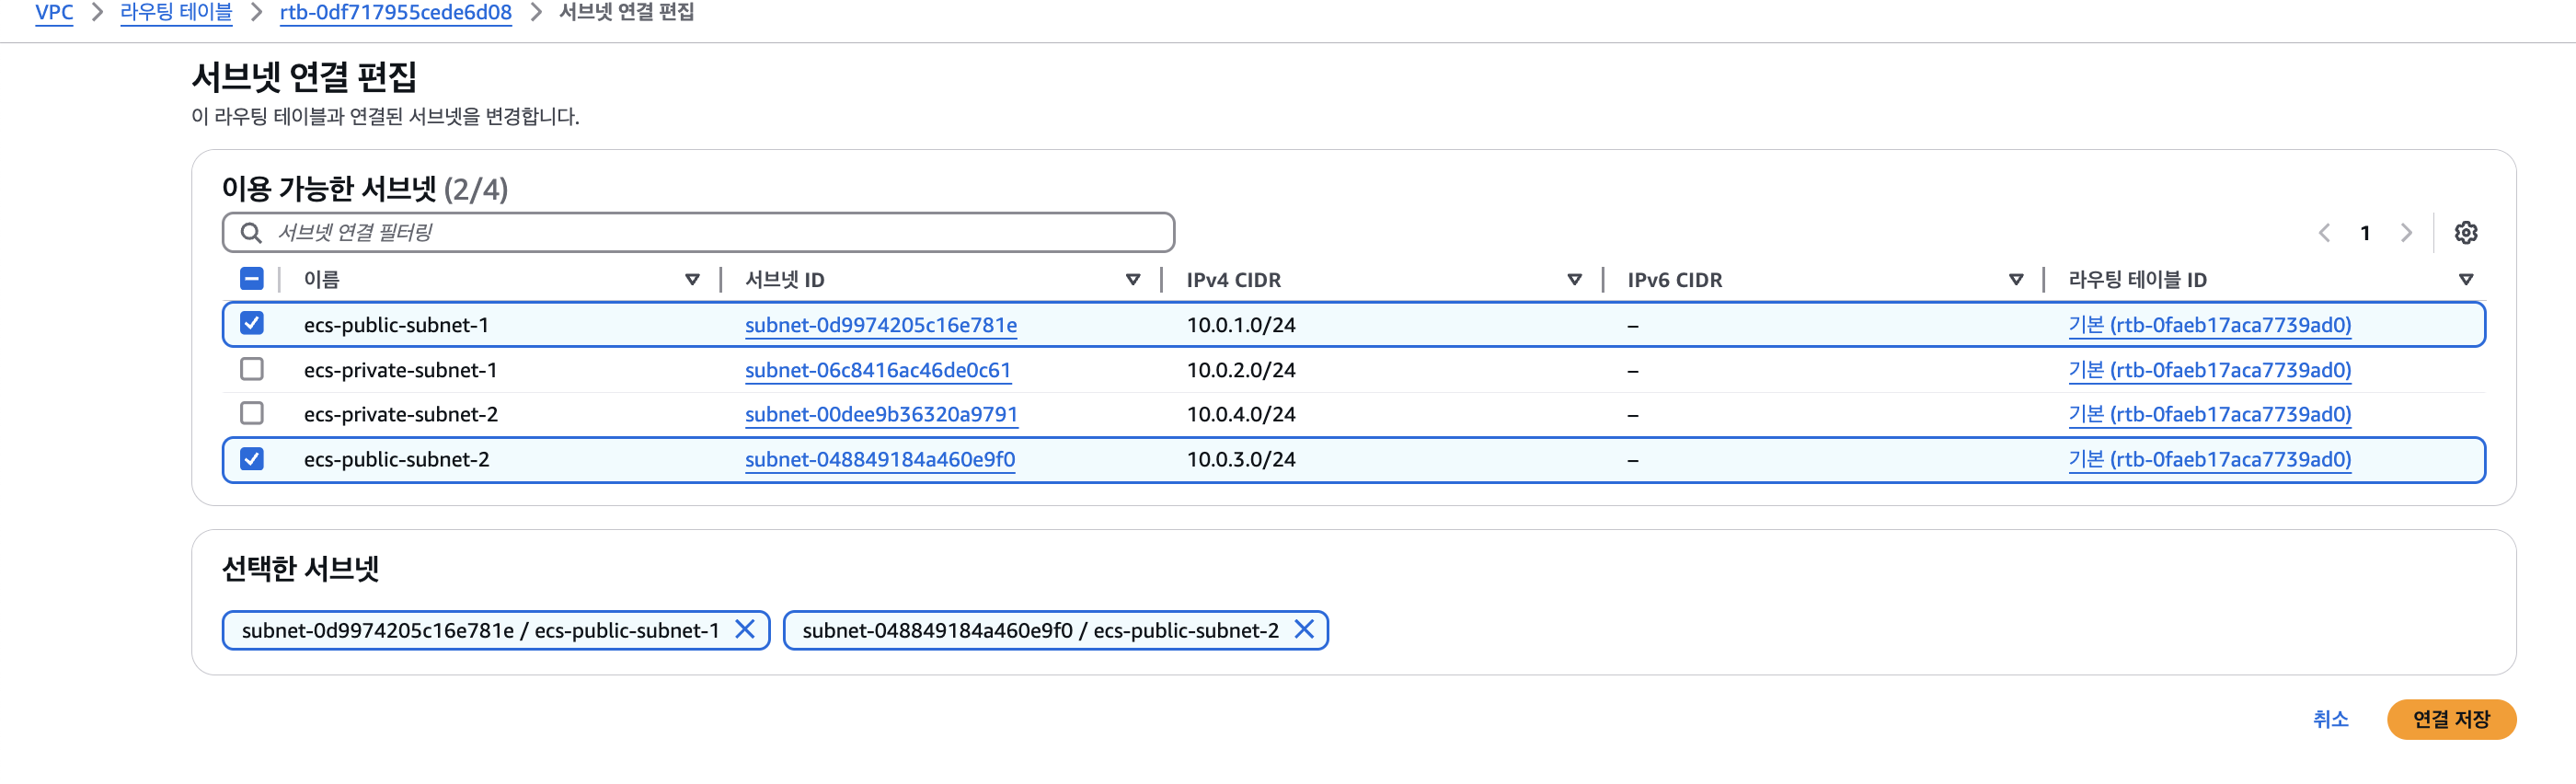 VPC > 라우팅 테이블 > rtb-0df717955cede6d08 > 서브넷 연결 편집
서브넷 연결 편집
이 라우팅 테이블과 연결된 서브넷을 변경합니다.
이용 가능한 서브넷 (2/4)
서브넷 연결 필터링
1
이름 서브넷 ID IPv4 CIDR IPv6 CIDR 라우팅 테이블 ID
ecs-public-subnet-1 subnet-0d9974205c16e781e 10.0.1.0/24 – 기본 (rtb-0faeb17aca7739ad0)
ecs-private-subnet-1 subnet-06c8416ac46de0c61 10.0.2.0/24 – 기본 (rtb-0faeb17aca7739ad0)
ecs-private-subnet-2 subnet-00dee9b36320a9791 10.0.4.0/24 – 기본 (rtb-0faeb17aca7739ad0)
ecs-public-subnet-2 subnet-048849184a460e9f0 10.0.3.0/24 – 기본 (rtb-0faeb17aca7739ad0)
선택한 서브넷
subnet-0d9974205c16e781e / ecs-public-subnet-1 subnet-048849184a460e9f0 / ecs-public-subnet-2
취소 연결 저장